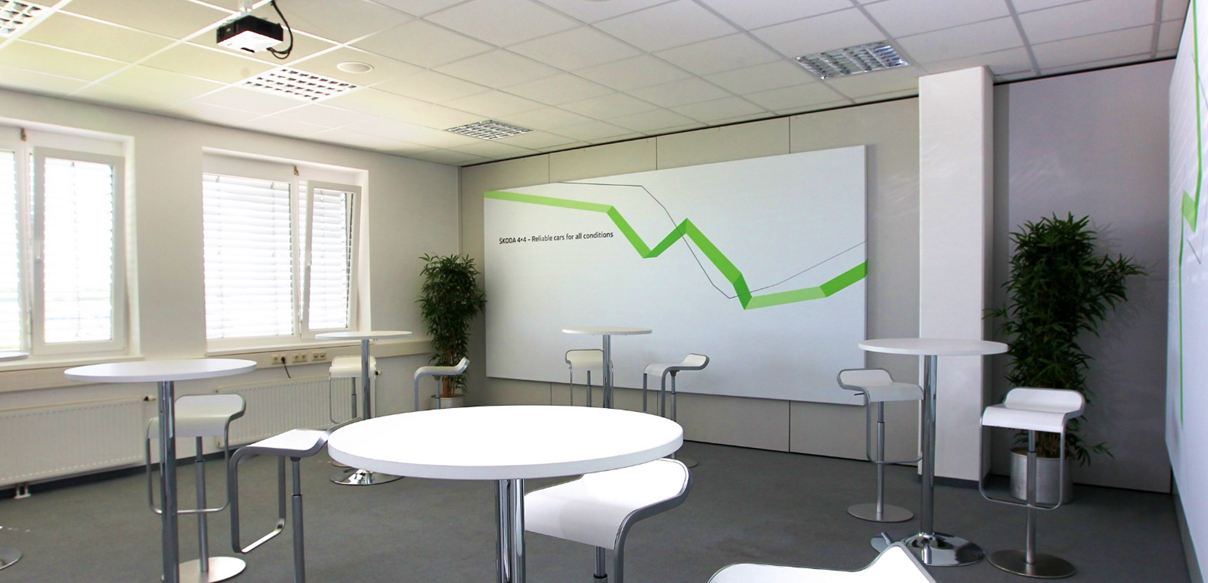 ŠKODA 4×4 – Reliable cars for all conditions